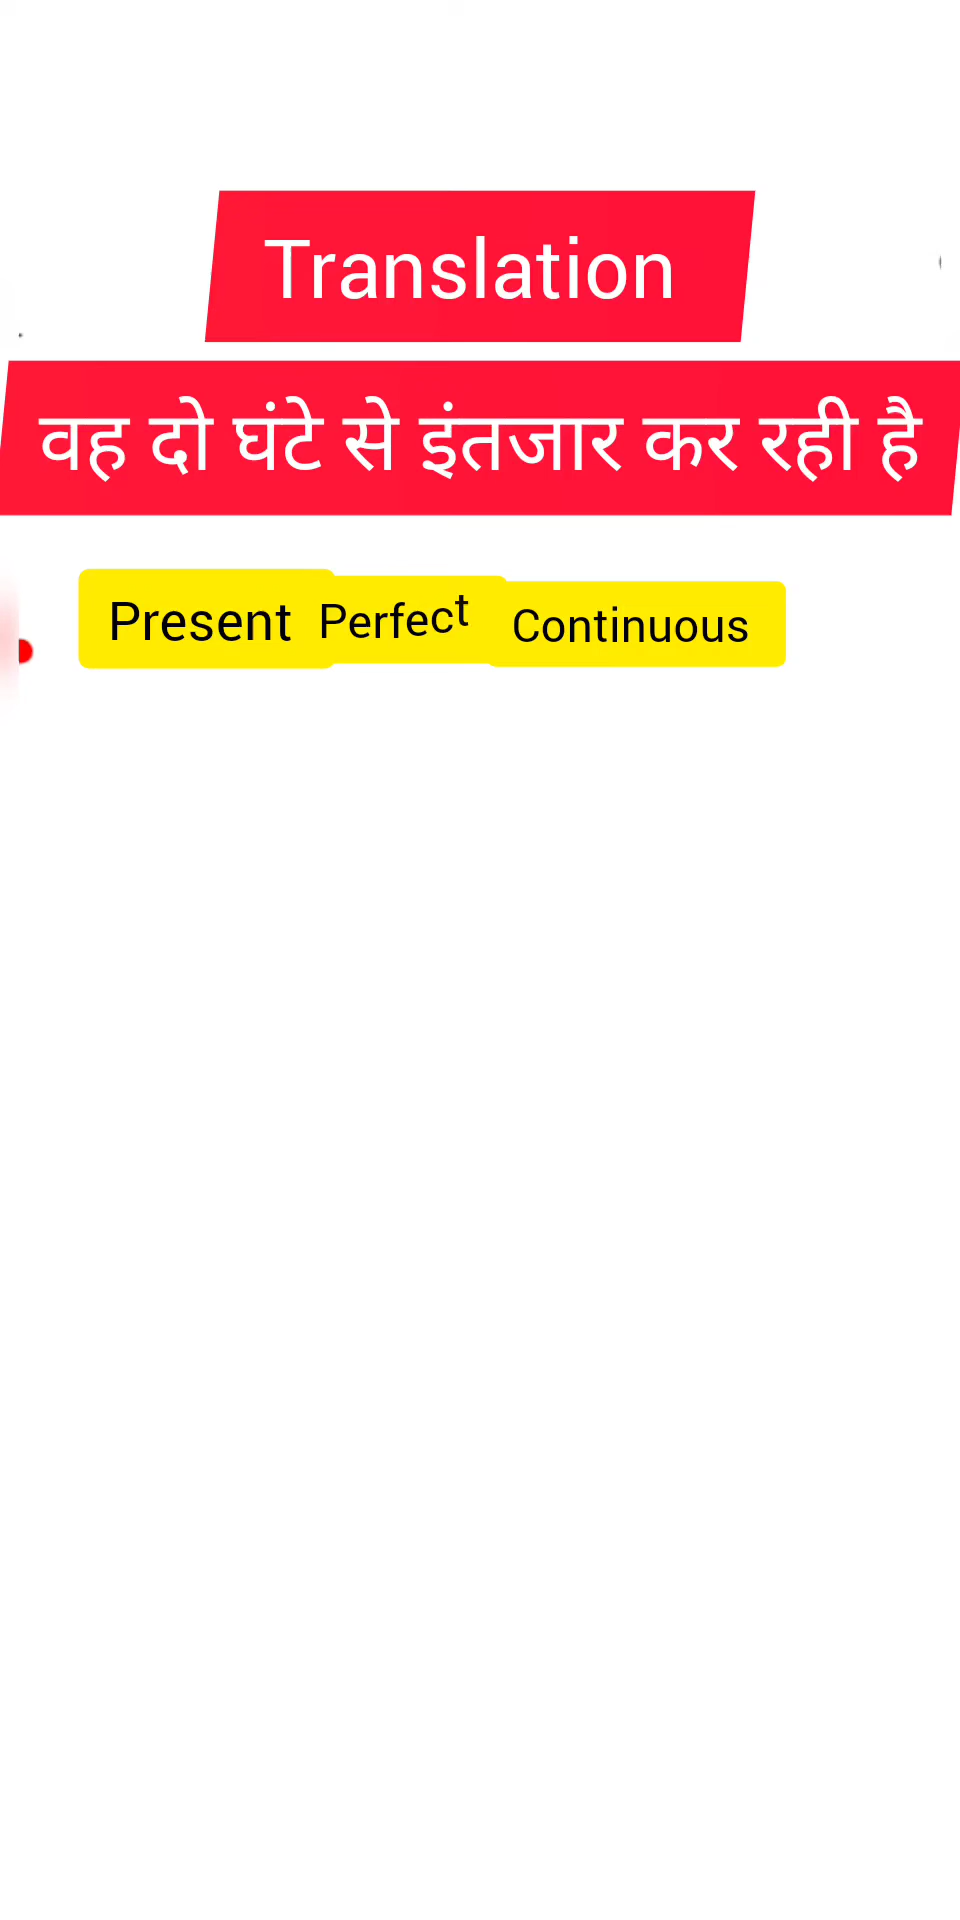 Translation
वह दो घंटे से इंतजार कर रही है
Present Perfect Continuous